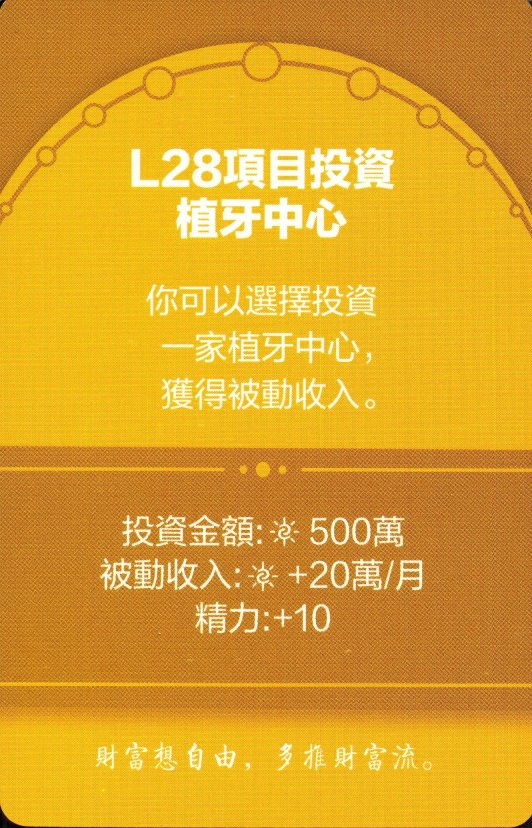 L28項目投資
植牙中心
你可以選擇投資
一家植牙中心，
獲得被動收入。
投資金額: 500萬
被動收入: +20萬/月
精力:+10
財富想自由，多推財富流。